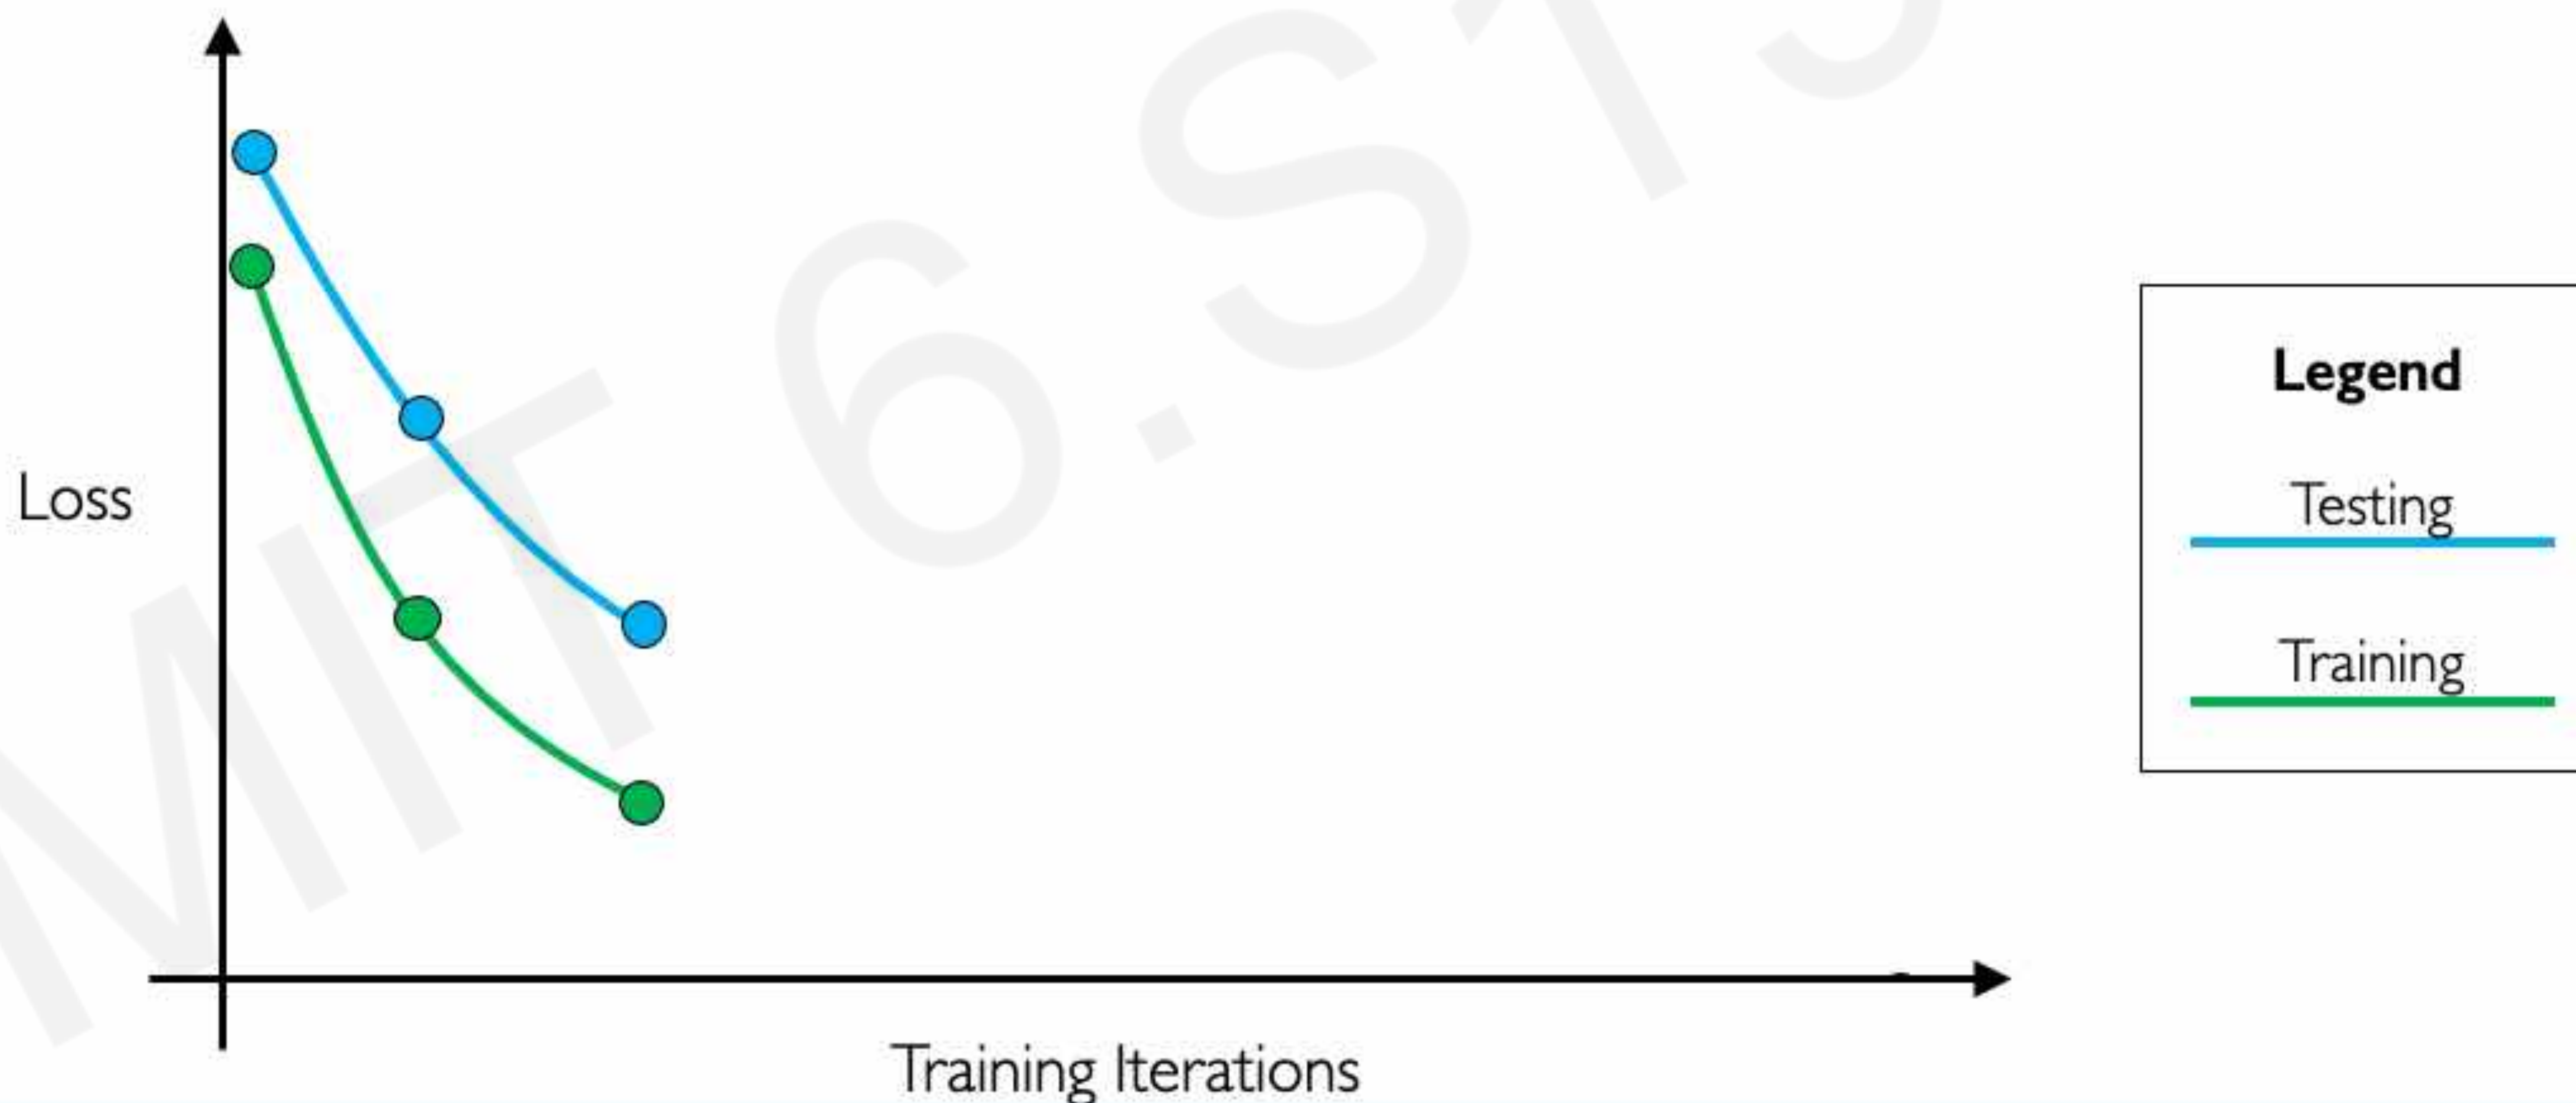 MIT 6.S19
Loss
Legend
Testing
Training
Training Iterations